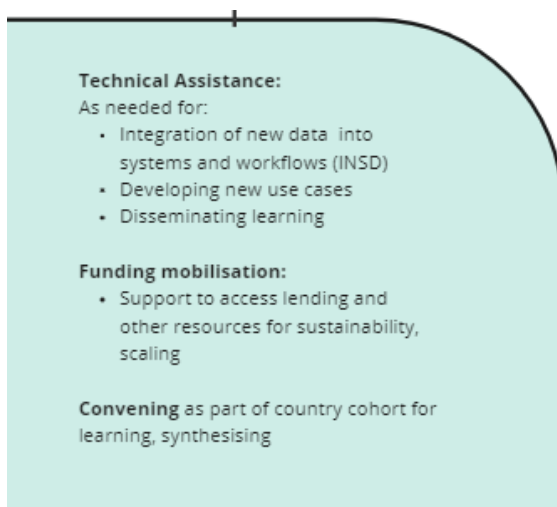 Technical Assistance:
As needed for:
• Integration of new data into
systems and workflows (INSD)
• Developing new use cases
• Disseminating learning
Funding mobilisation:
• Support to access lending and
other resources for sustainability,
scaling
Convening as part of country cohort for
learning, synthesising